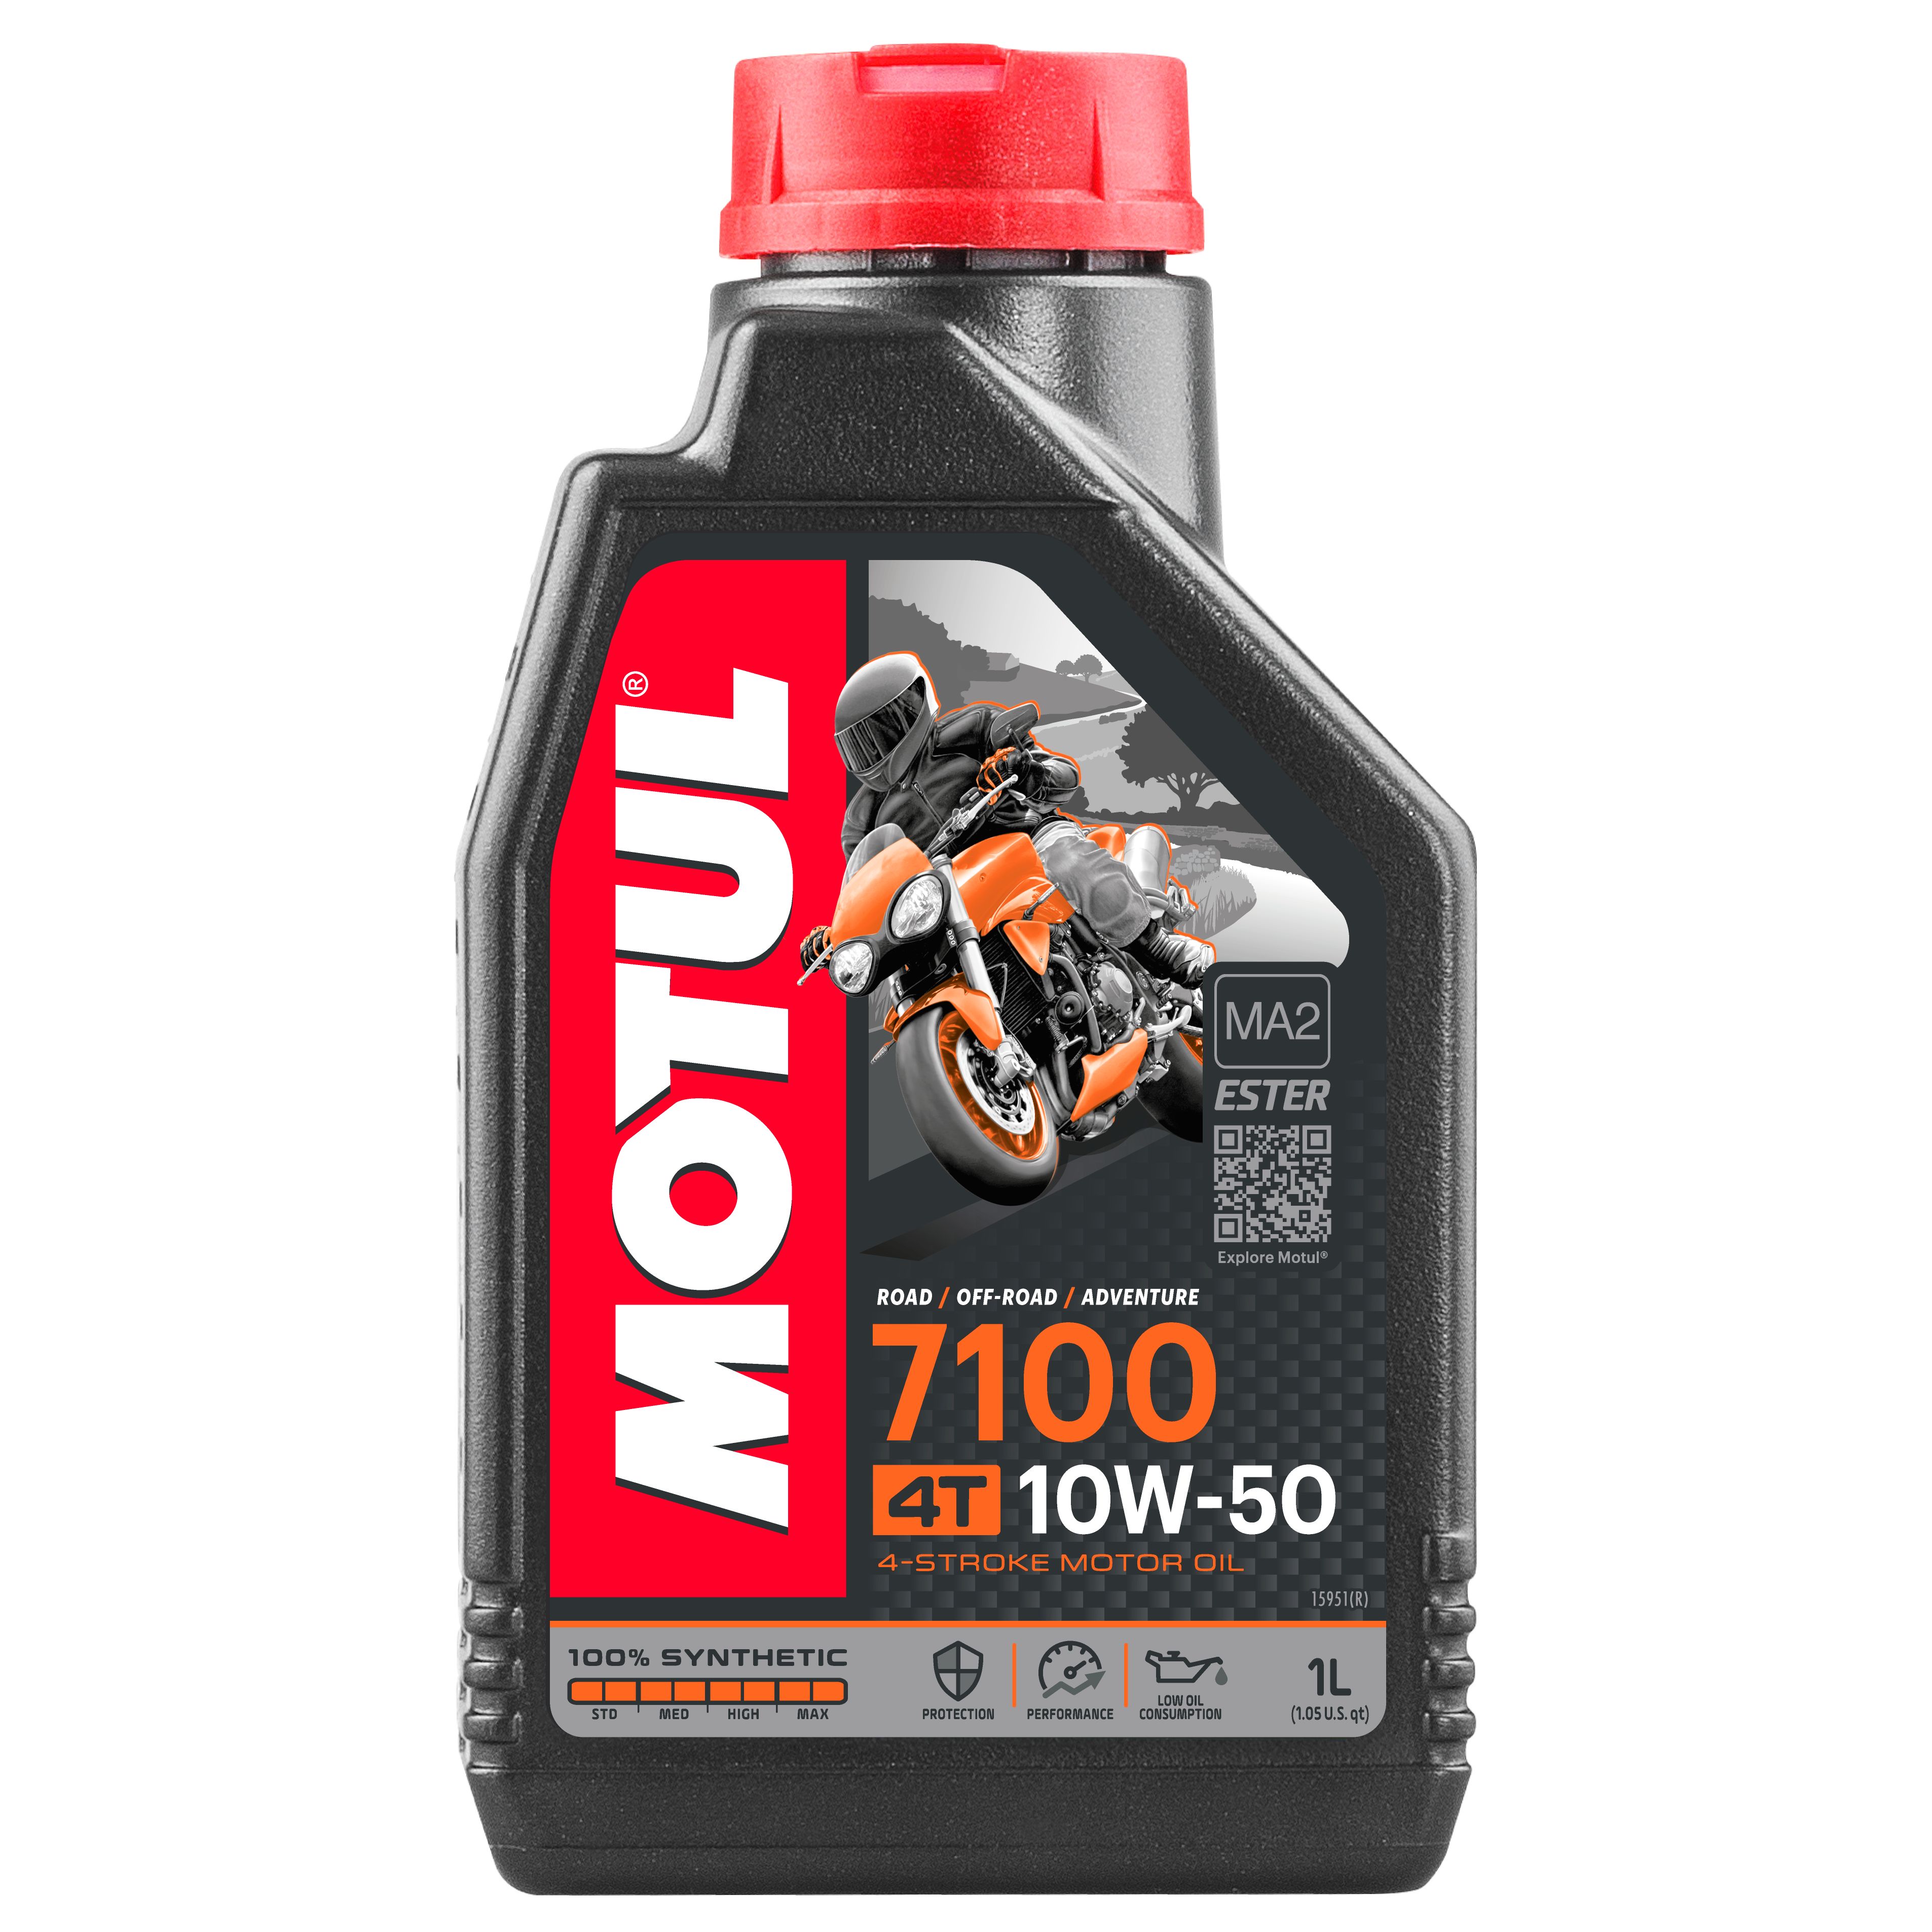 MOTUL®
MA2
ESTER
Explore Motul®
ROAD / OFF-ROAD / ADVENTURE
7100
4T 10W-50
4-STROKE MOTOR OIL
15951(R)
100% SYNTHETIC
STD MED HIGH MAX
PROTECTION
PERFORMANCE
LOW OIL
CONSUMPTION
1L
(1.05 U.S. qt)